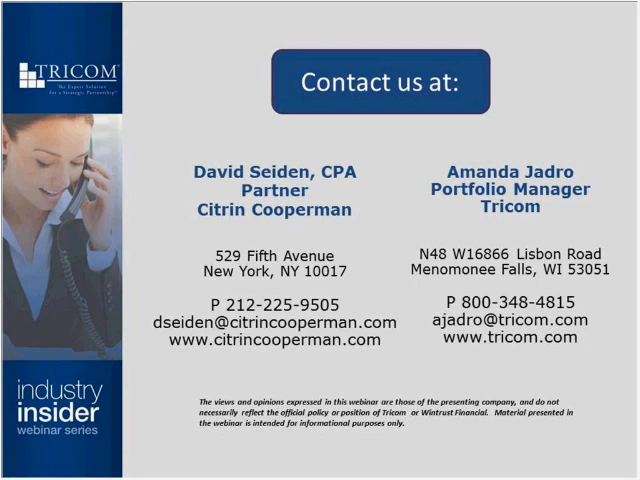 TRICOM
The Expert Solution
for a Strategic Partnership
Contact us at:
David Seiden, CPA
Partner
Citrin Cooperman
529 Fifth Avenue
New York, NY 10017
P 212-225-9505
dseiden@citrincooperman.com
www.citrincooperman.com
Amanda Jadro
Portfolio Manager
Tricom
N48 W16866 Lisbon Road
Menomonee Falls, WI 53051
P 800-348-4815
ajadro@tricom.com
www.tricom.com
industry
insider
webinar series
The views and opinions expressed in this webinar are those of the presenting company, and do not
necessarily reflect the official policy or position of Tricom or Wintrust Financial. Material presented in
the webinar is intended for informational purposes only.